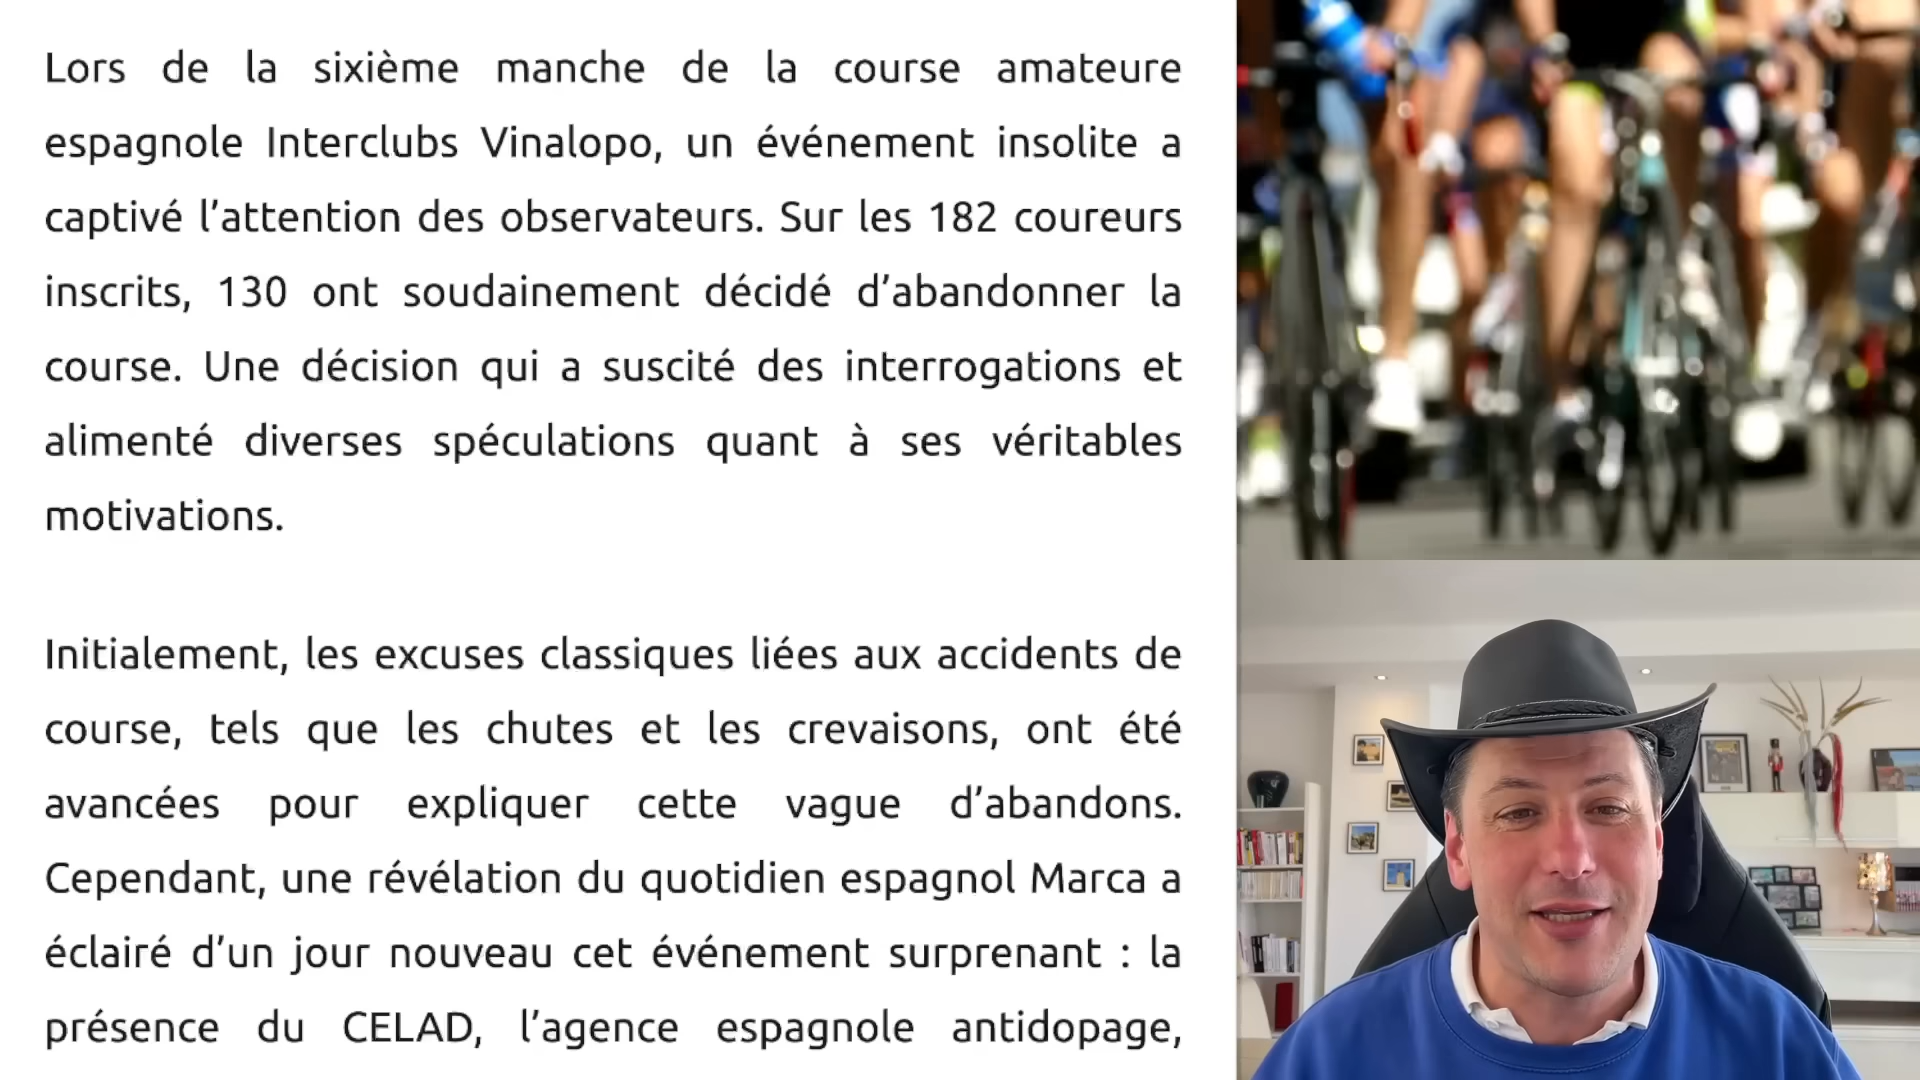 Lors de la sixième manche de la course amateure
espagnole Interclubs Vinalopo, un événement insolite a
captivé l’attention des observateurs. Sur les 182 coureurs
inscrits, 130 ont soudainement décidé d’abandonner la
course. Une décision qui a suscité des interrogations et
alimenté diverses spéculations quant à ses véritables
motivations.
Initialement, les excuses classiques liées aux accidents de
course, tels que les chutes et les crevaisons, ont été
avancées pour expliquer cette vague d’abandons.
Cependant, une révélation du quotidien espagnol Marca a
éclairé d’un jour nouveau cet événement surprenant : la
présence du CELAD, l’agence espagnole antidopage,